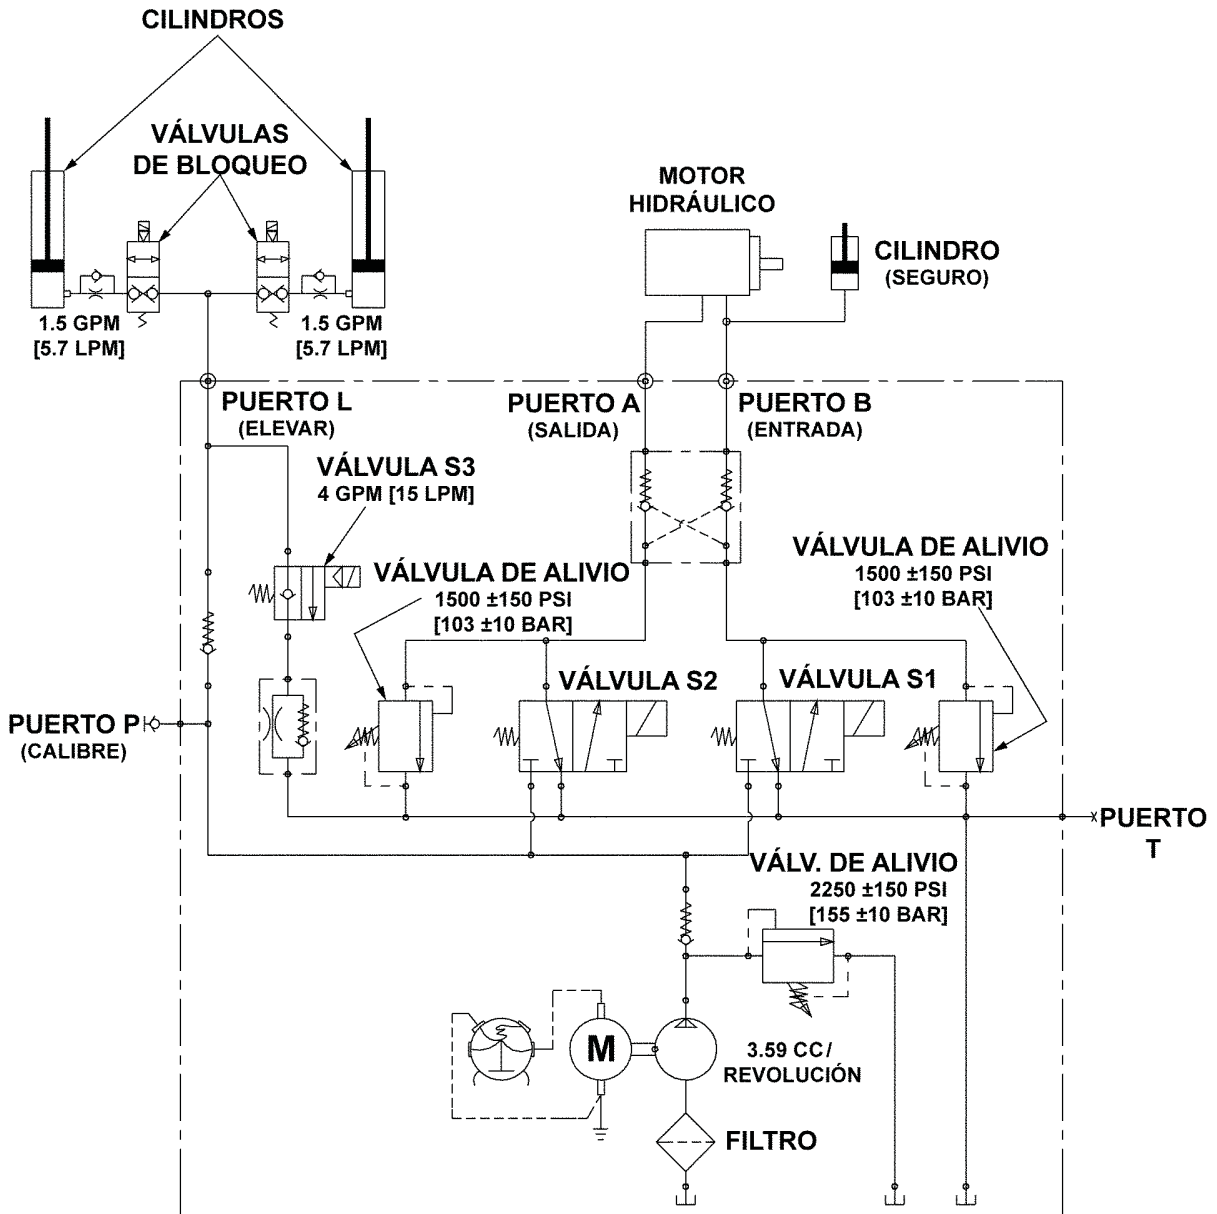 CILINDROS
VÁLVULAS
DE BLOQUEO
MOTOR
HIDRÁULICO
CILINDRO
(SEGURO)
1.5 GPM
[5.7 LPM]
1.5 GPM
[5.7 LPM]
PUERTO L
(ELEVAR)
PUERTO A
(SALIDA)
PUERTO B
(ENTRADA)
VÁLVULA S3
4 GPM [15 LPM]
VÁLVULA DE ALIVIO
1500 ±150 PSI
[103 ±10 BAR]
VÁLVULA DE ALIVIO
1500 ±150 PSI
[103 ±10 BAR]
VÁLVULA S2
VÁLVULA S1
PUERTO P
(CALIBRE)
PUERTO
T
VÁLV. DE ALIVIO
2250 ±150 PSI
[155 ±10 BAR]
M
3.59 CC/
REVOLUCIÓN
FILTRO